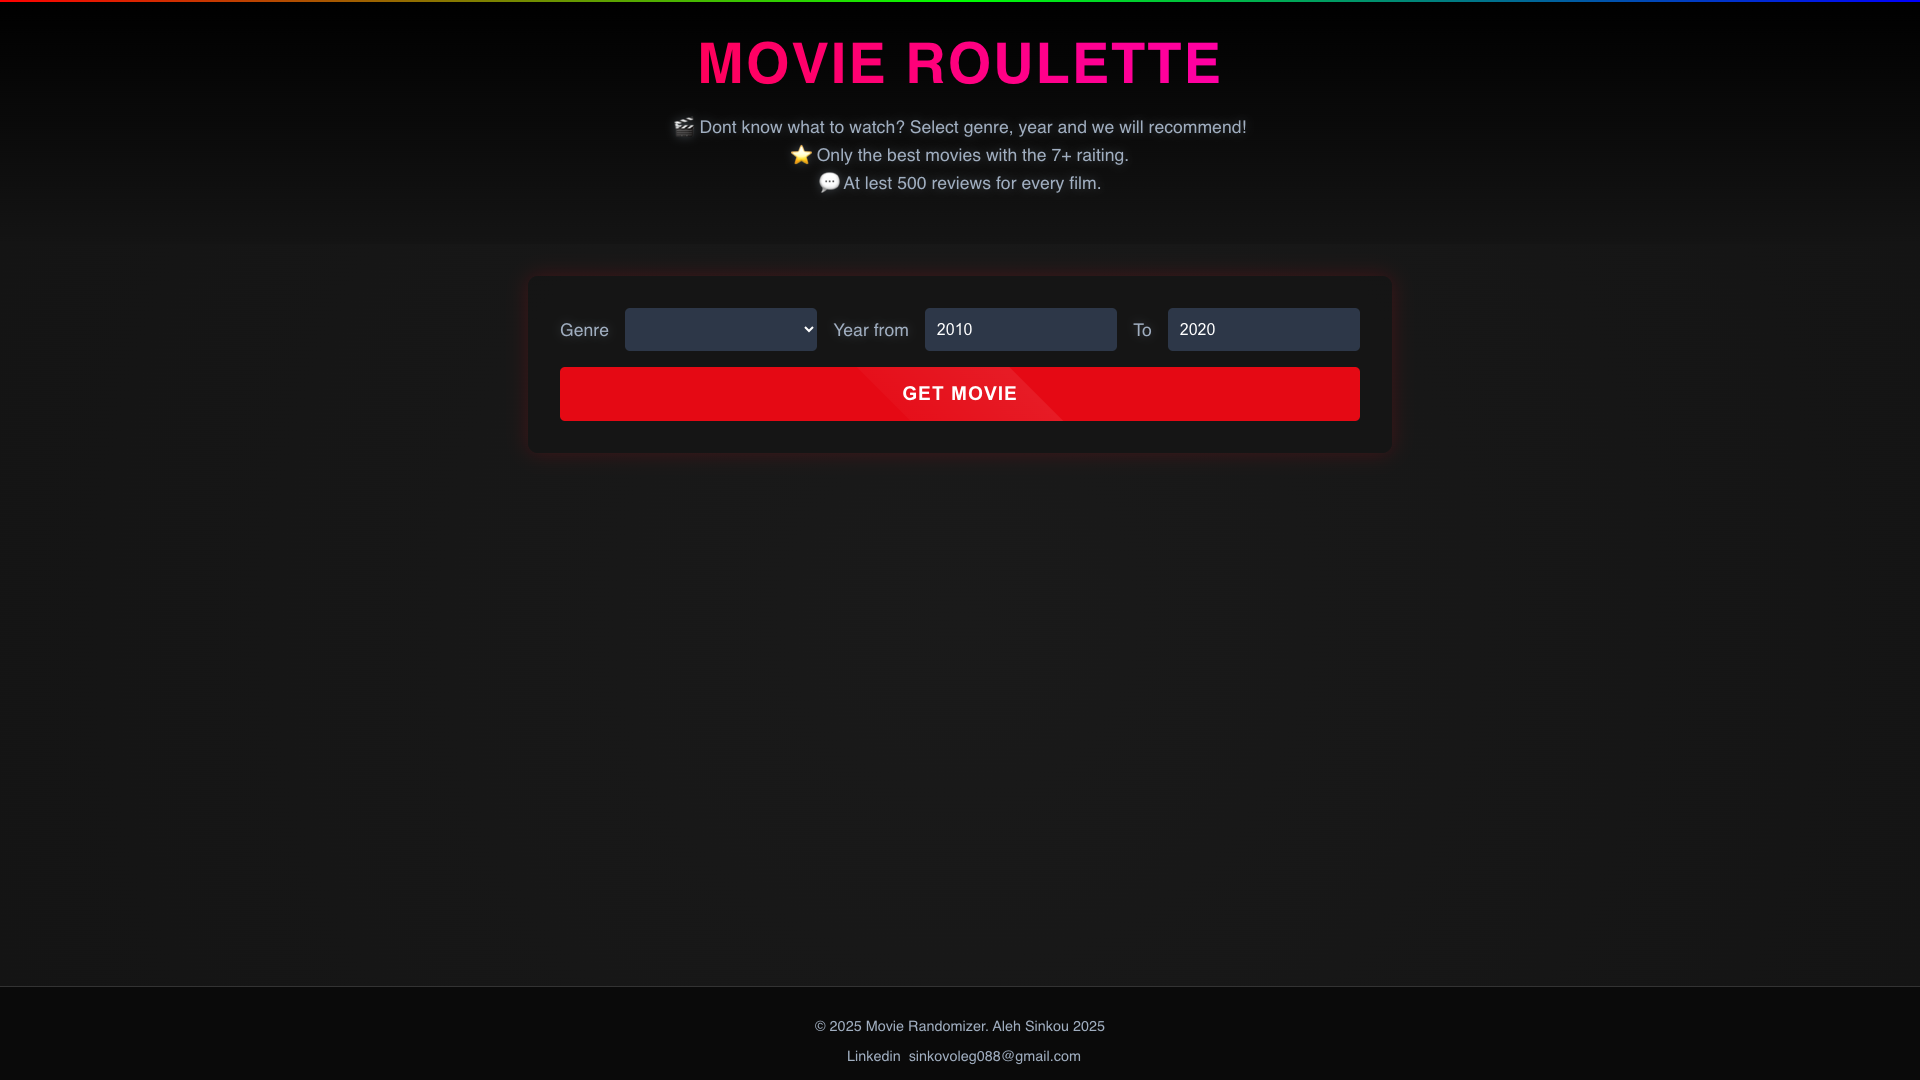 MOVIE ROULETTE
🎬 Dont know what to watch? Select genre, year and we will recommend!
⭐ Only the best movies with the 7+ raiting.
💬 At lest 500 reviews for every film.
Genre Year from 2010 To 2020
GET MOVIE
© 2025 Movie Randomizer. Aleh Sinkou 2025
Linkedin sinkovoleg088@gmail.com